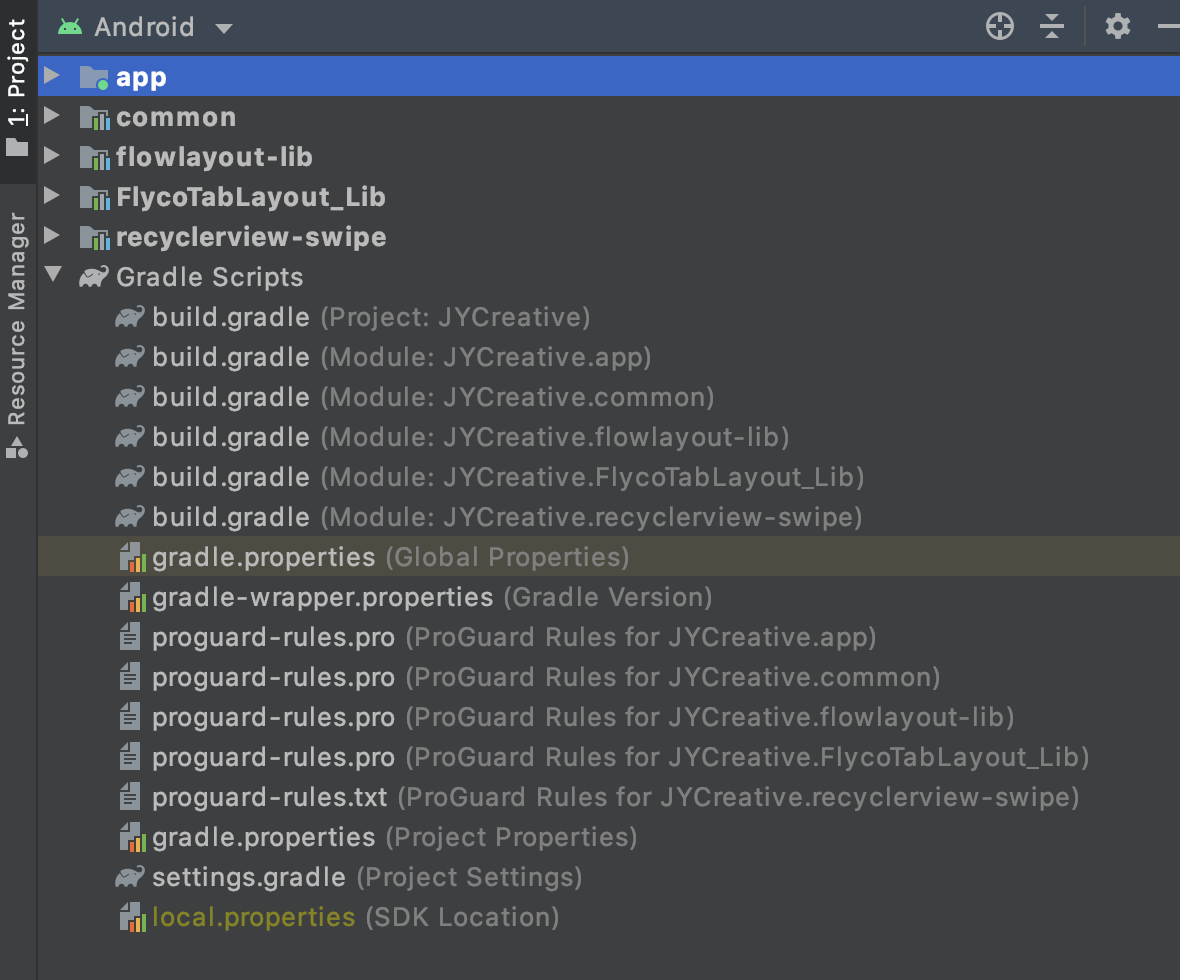 Android
1: Project
Resource Manager
app
common
flowlayout-lib
FlycoTabLayout_Lib
recyclerview-swipe
Gradle Scripts
build.gradle (Project: JYCreative)
build.gradle (Module: JYCreative.app)
build.gradle (Module: JYCreative.common)
build.gradle (Module: JYCreative.flowlayout-lib)
build.gradle (Module: JYCreative.FlycoTabLayout_Lib)
build.gradle (Module: JYCreative.recyclerview-swipe)
gradle.properties (Global Properties)
gradle-wrapper.properties (Gradle Version)
proguard-rules.pro (ProGuard Rules for JYCreative.app)
proguard-rules.pro (ProGuard Rules for JYCreative.common)
proguard-rules.pro (ProGuard Rules for JYCreative.flowlayout-lib)
proguard-rules.pro (ProGuard Rules for JYCreative.FlycoTabLayout_Lib)
proguard-rules.txt (ProGuard Rules for JYCreative.recyclerview-swipe)
gradle.properties (Project Properties)
settings.gradle (Project Settings)
local.properties (SDK Location)